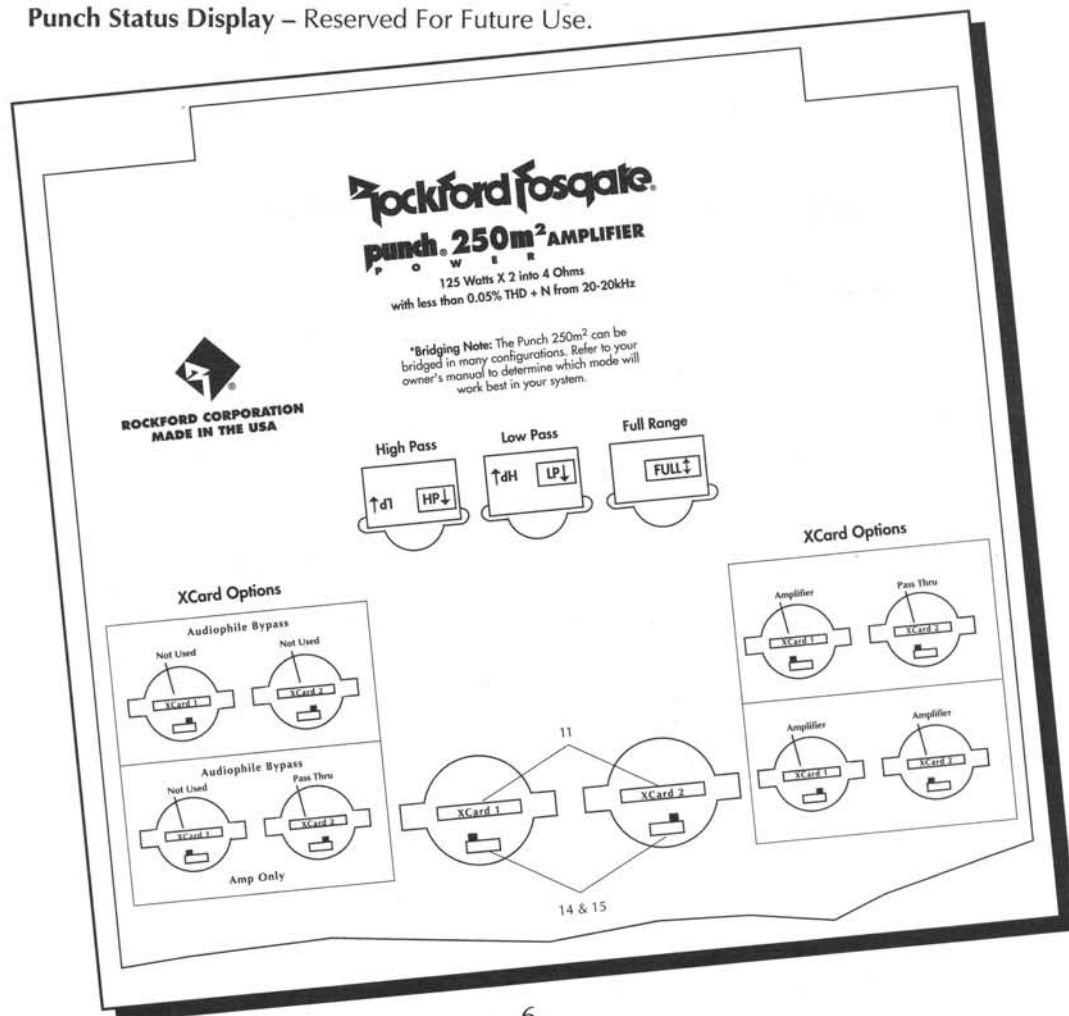 Punch Status Display – Reserved For Future Use.
Rockford Fosgate®
punch® 250m² AMPLIFIER
POWER
125 Watts X 2 into 4 Ohms
with less than 0.05% THD + N from 20-20kHz
*Bridging Note: The Punch 250m² can be
bridged in many configurations. Refer to your
owner's manual to determine which mode will
work best in your system.
®
ROCKFORD CORPORATION
MADE IN THE USA
High Pass
LP↑ HP↓
Low Pass
HP↑ LP↓
Full Range
FULL↕
XCard Options
Audiophile Bypass
Not Used
XCard 1
Not Used
XCard 2
Audiophile Bypass
Not Used
XCard 1
Pass Thru
XCard 2
Amp Only
11
XCard 1
XCard 2
14 & 15
XCard Options
Amplifier
XCard 1
Pass Thru
XCard 2
Amplifier
XCard 1
Amplifier
XCard 2
6